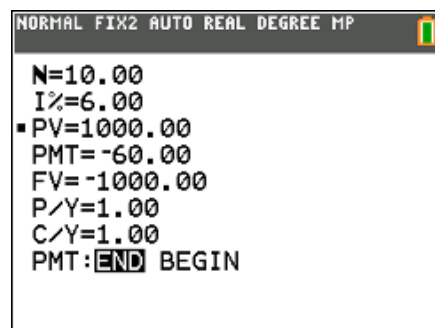 NORMAL FIX2 AUTO REAL DEGREE MP
N=10.00
I%=6.00
▪PV=1000.00
PMT=-60.00
FV=-1000.00
P/Y=1.00
C/Y=1.00
PMT:END BEGIN